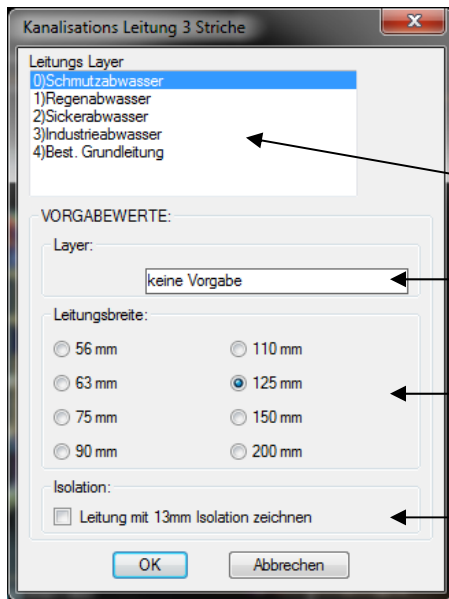 Kanalisations Leitung 3 Striche
Leitungs Layer
0)Schmutzabwasser
1)Regenabwasser
2)Sickerabwasser
3)Industrieabwasser
4)Best. Grundleitung
VORGABEWERTE:
Layer:
keine Vorgabe
Leitungsbreite:
56 mm 110 mm
63 mm 125 mm
75 mm 150 mm
90 mm 200 mm
Isolation:
Leitung mit 13mm Isolation zeichnen
OK Abbrechen